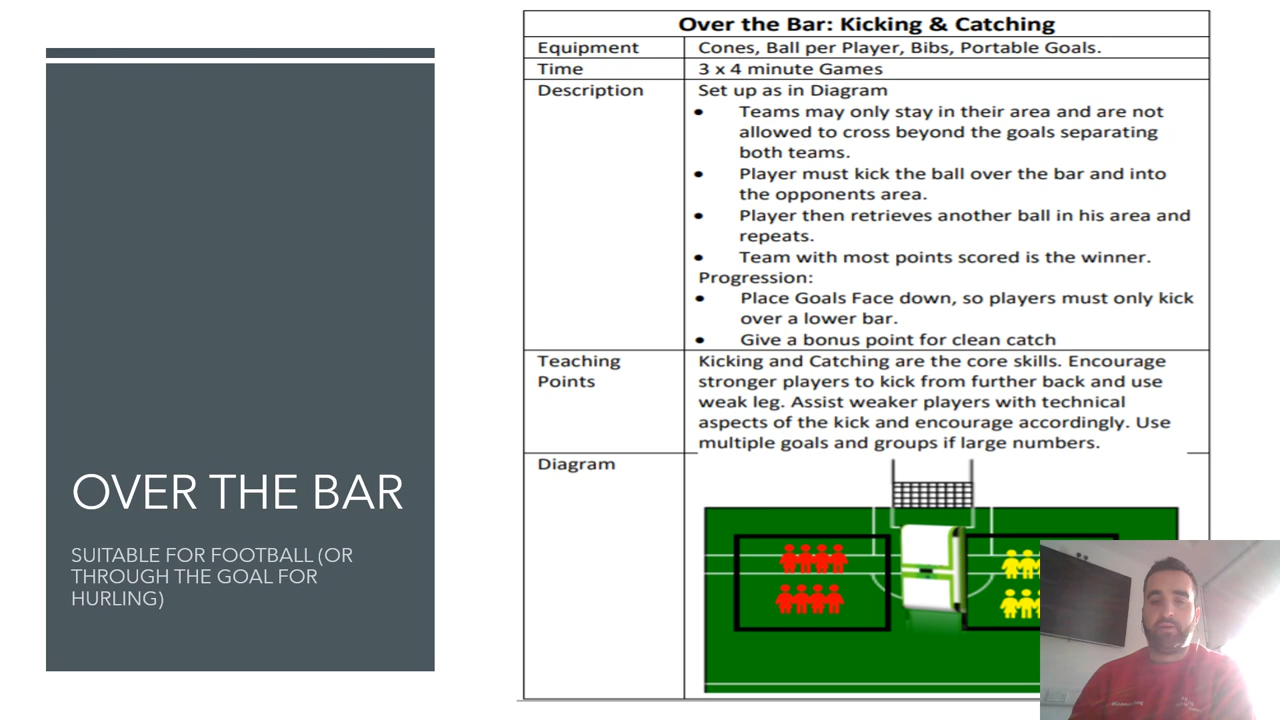 OVER THE BAR
SUITABLE FOR FOOTBALL (OR
THROUGH THE GOAL FOR
HURLING)
Over the Bar: Kicking & Catching
Equipment
Cones, Ball per Player, Bibs, Portable Goals.
Time
3 x 4 minute Games
Description
Set up as in Diagram
• Teams may only stay in their area and are not
allowed to cross beyond the goals separating
both teams.
• Player must kick the ball over the bar and into
the opponents area.
• Player then retrieves another ball in his area and
repeats.
• Team with most points scored is the winner.
Progression:
• Place Goals Face down, so players must only kick
over a lower bar.
• Give a bonus point for clean catch
Teaching
Points
Kicking and Catching are the core skills. Encourage
stronger players to kick from further back and use
weak leg. Assist weaker players with technical
aspects of the kick and encourage accordingly. Use
multiple goals and groups if large numbers.
Diagram